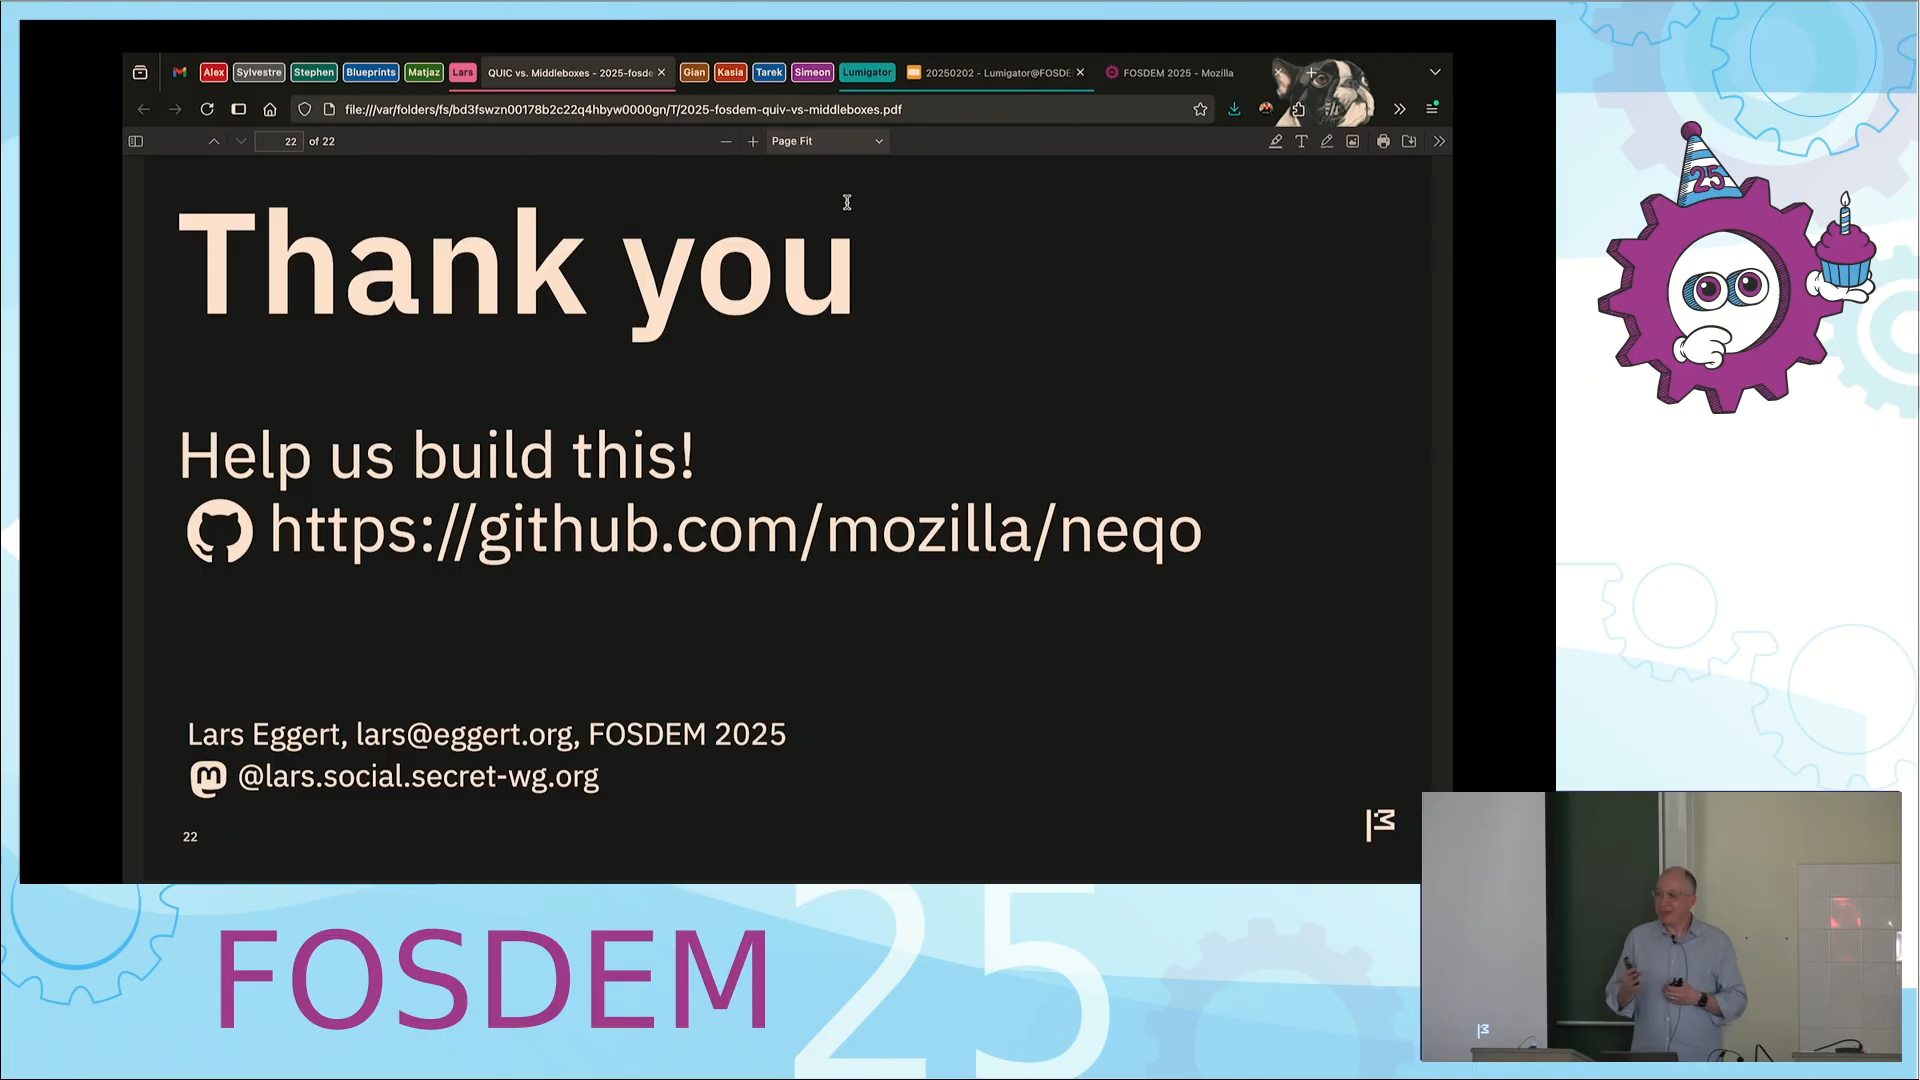 Alex Sylvestre Stephen Blueprints Matjaz Lars QUIC vs. Middleboxes - 2025-fosde Gian Kasia Tarek Simeon Lumigator 20250202 - Lumigator@FOSDE FOSDEM 2025 - Mozilla
file:///var/folders/fs/bd3fswzn00178b2c22q4hbyw0000gn/T/2025-fosdem-quiv-vs-middleboxes.pdf
22 of 22 Page Fit
Thank you
Help us build this!
https://github.com/mozilla/neqo
Lars Eggert, lars@eggert.org, FOSDEM 2025
@lars.social.secret-wg.org
22
25
FOSDEM 25